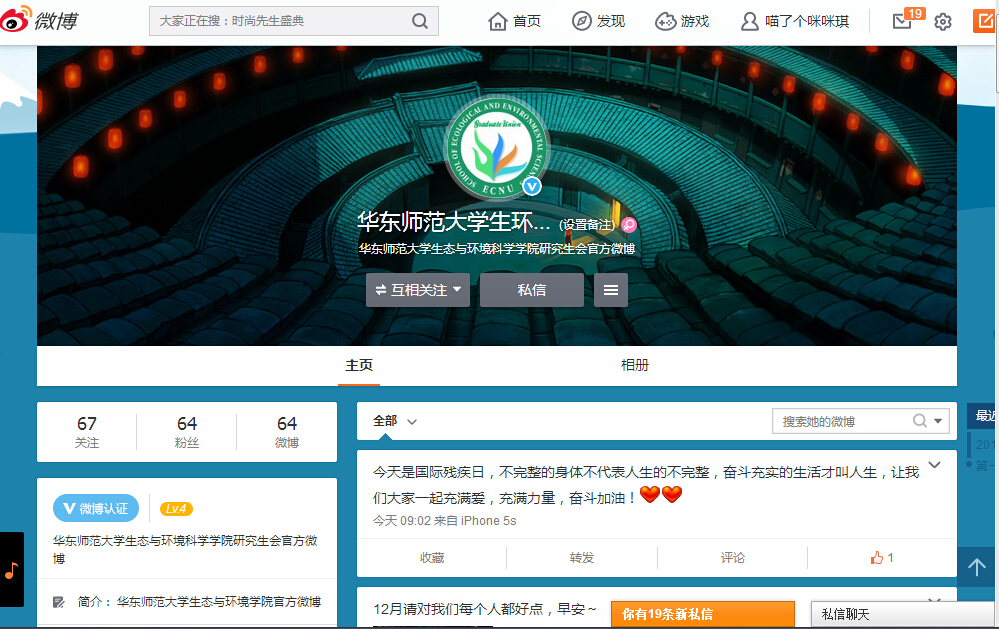 微博
大家正在搜：时尚先生盛典
首页
发现
游戏
喵了个咪咪琪
19
SCHOOL OF ECOLOGICAL AND ENVIRONMENTAL SCIENCES
Graduate Union
ECNU
V
华东师范大学生环... (设置备注)
华东师范大学生态与环境科学学院研究生会官方微博
互相关注
私信
主页
相册
67
关注
64
粉丝
64
微博
V 微博认证
Lv.4
华东师范大学生态与环境科学学院研究生会官方微
博
简介： 华东师范大学生态与环境学院官方微博
全部
搜索她的微博
今天是国际残疾日，不完整的身体不代表人生的不完整，奋斗充实的生活才叫人生，让我
们大家一起充满爱，充满力量，奋斗加油！
今天 09:02 来自 iPhone 5s
收藏
转发
评论
1
12月请对我们每个人都好点，早安～
你有19条新私信
私信聊天
最近
201
第一